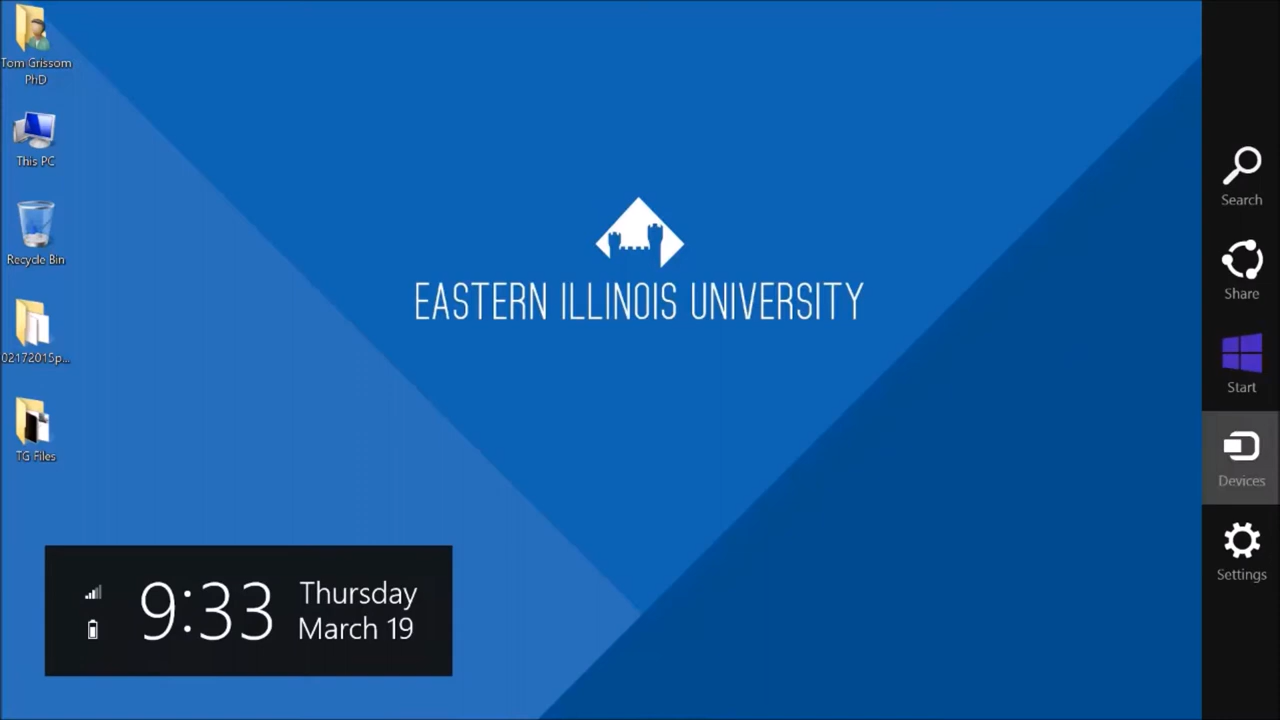 Tom Grissom
PhD
This PC
Recycle Bin
02172015p...
TG Files
EASTERN ILLINOIS UNIVERSITY
9:33
Thursday
March 19
Search
Share
Start
Devices
Settings